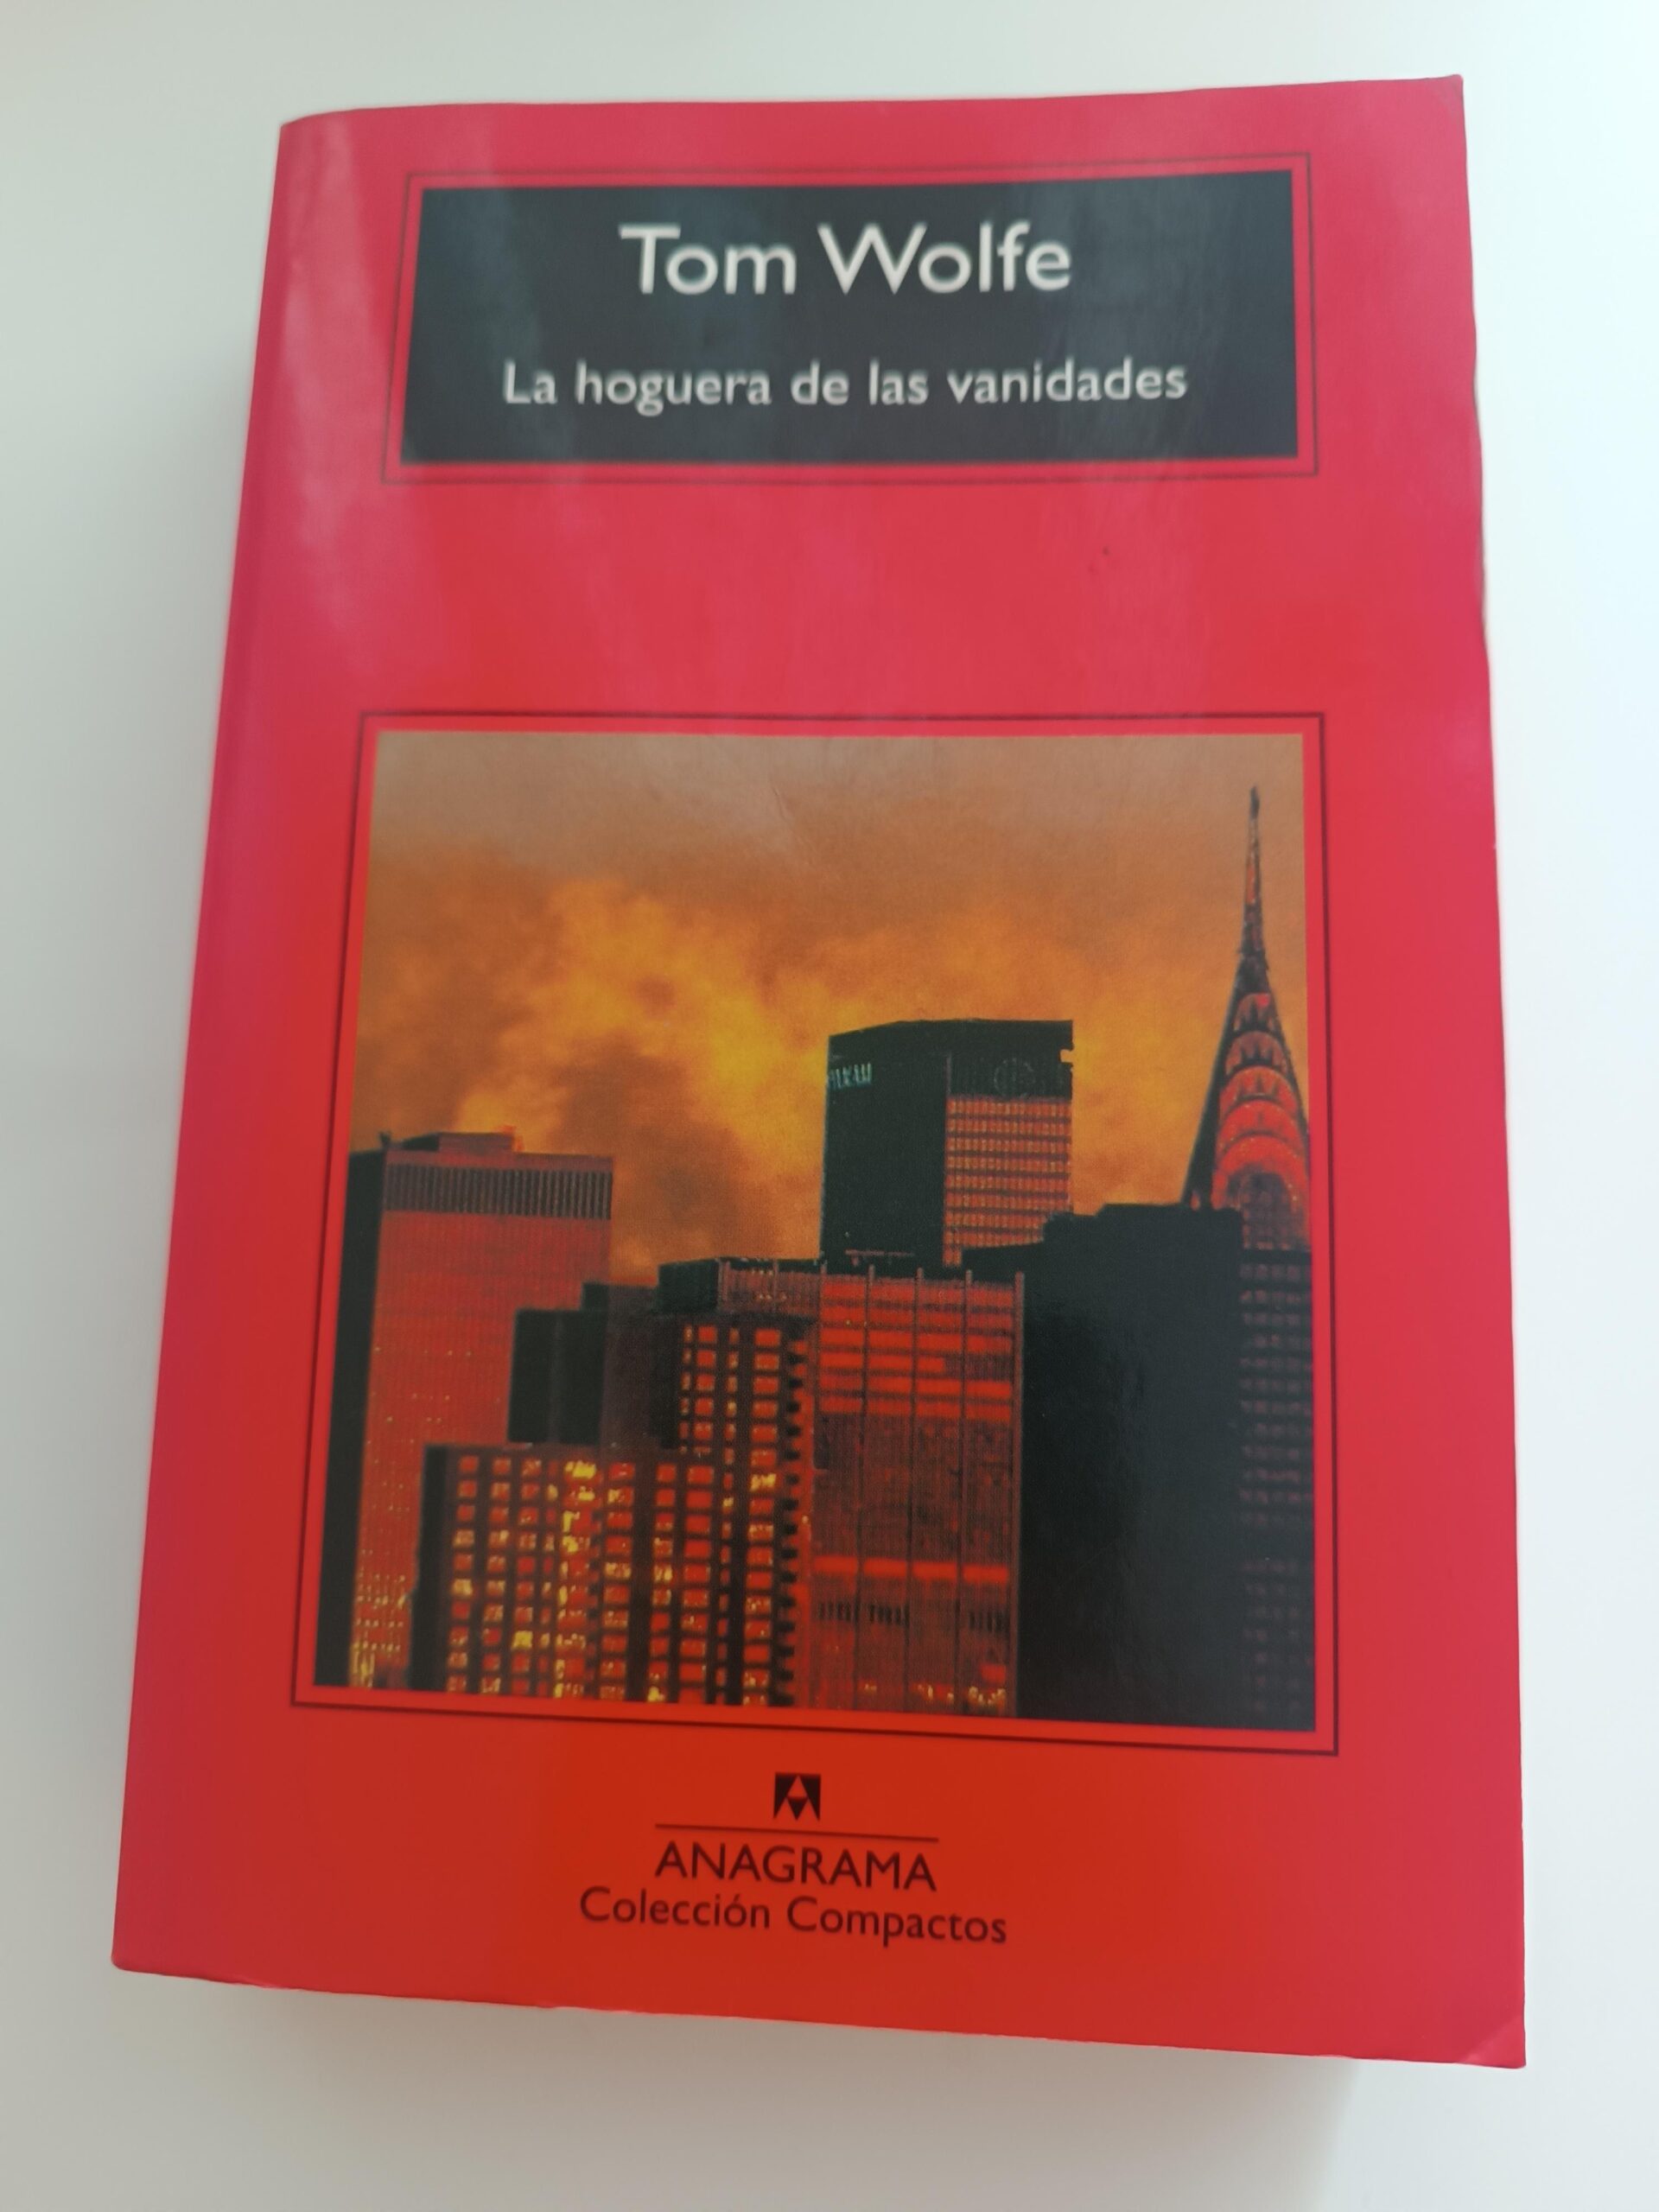 Tom Wolfe
La hoguera de las vanidades
ANAGRAMA
Colección Compactos